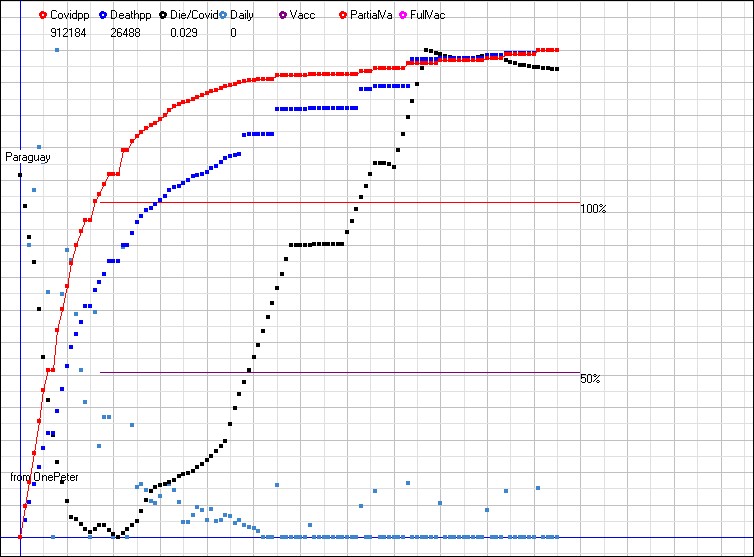 Covidpp Deathpp Die/Covid Daily Vacc PartialVa FullVac
912184 26488 0.029 0
Paraguay
100%
50%
from OnePeter